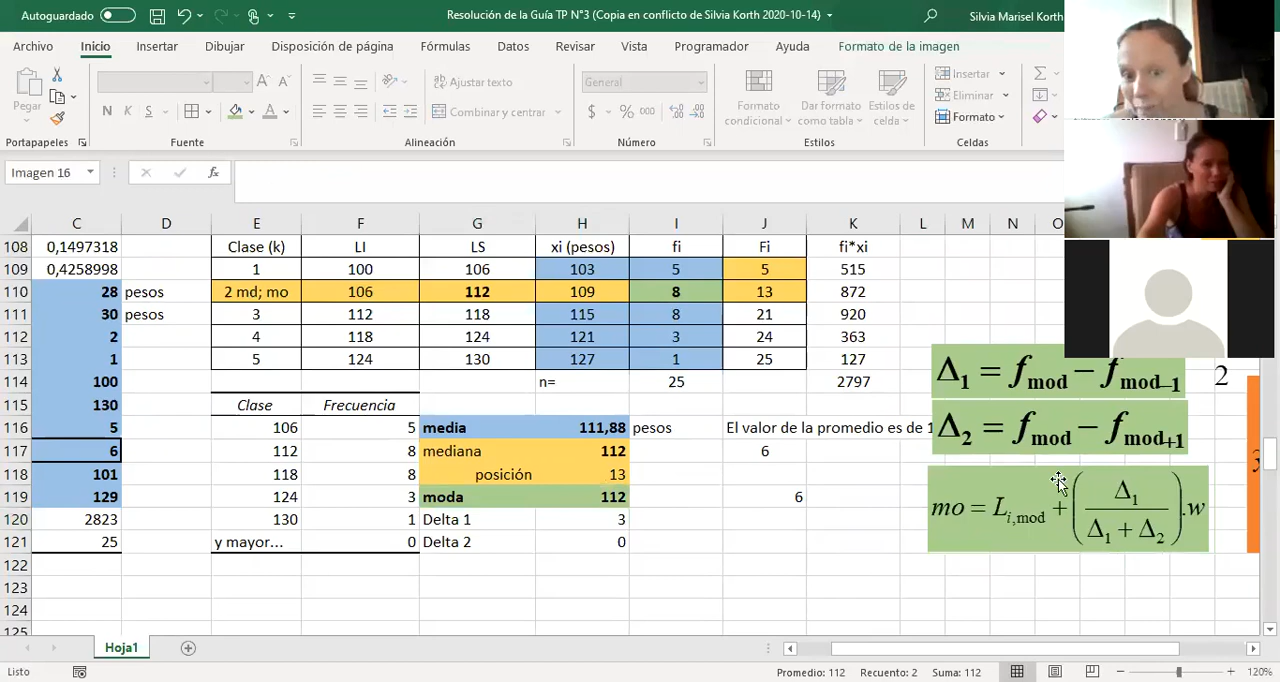 Autoguardado
Resolución de la Guía TP N°3 (Copia en conflicto de Silvia Korth 2020-10-14)
Silvia Marisel Korth
Archivo Inicio Insertar Dibujar Disposición de página Fórmulas Datos Revisar Vista Programador Ayuda Formato de la imagen
Pegar
N K S
Ajustar texto
Combinar y centrar
General
$ % 000
Formato condicional
Dar formato como tabla
Estilos de celda
Insertar
Eliminar
Formato
Portapapeles Fuente Alineación Número Estilos Celdas
Imagen 16
C D E F G H I J K L M N O
108 0,1497318 Clase (k) LI LS xi (pesos) fi Fi fi*xi
109 0,4258998 1 100 106 103 5 5 515
110 28 pesos 2 md; mo 106 112 109 8 13 872
111 30 pesos 3 112 118 115 8 21 920
112 2 4 118 124 121 3 24 363
113 1 5 124 130 127 1 25 127
114 100 n= 25 2797
115 130 Clase Frecuencia
116 5 106 5 media 111,88 pesos El valor de la promedio es de 1
117 6 112 8 mediana 112 6
118 101 118 8 posición 13
119 129 124 3 moda 112 6
120 2823 130 1 Delta 1 3
121 25 y mayor... 0 Delta 2 0
122
123
124
125
Δ₁ = f mod − f mod−1
2
Δ₂ = f mod − f mod+1
3
mo = L i,mod + (Δ₁ / (Δ₁ + Δ₂)).w
Hoja1
Listo Promedio: 112 Recuento: 2 Suma: 112 120%